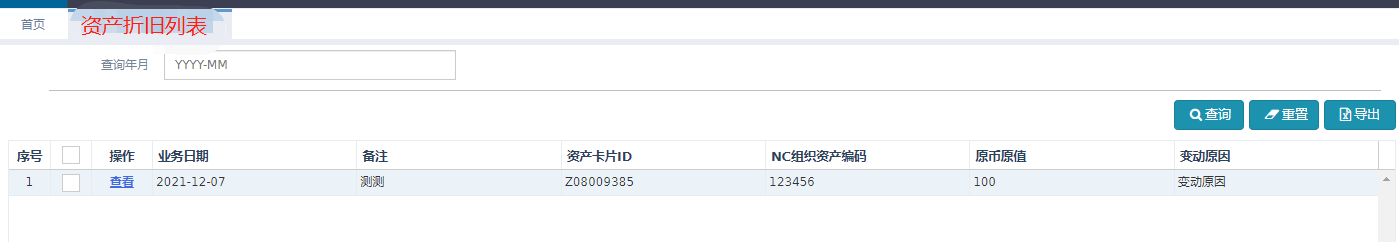 首页 资产折旧列表
查询年月 YYYY-MM
查询 重置 导出
序号 操作 业务日期 备注 资产卡片ID NC组织资产编码 原币原值 变动原因
1 查看 2021-12-07 测测 Z08009385 123456 100 变动原因